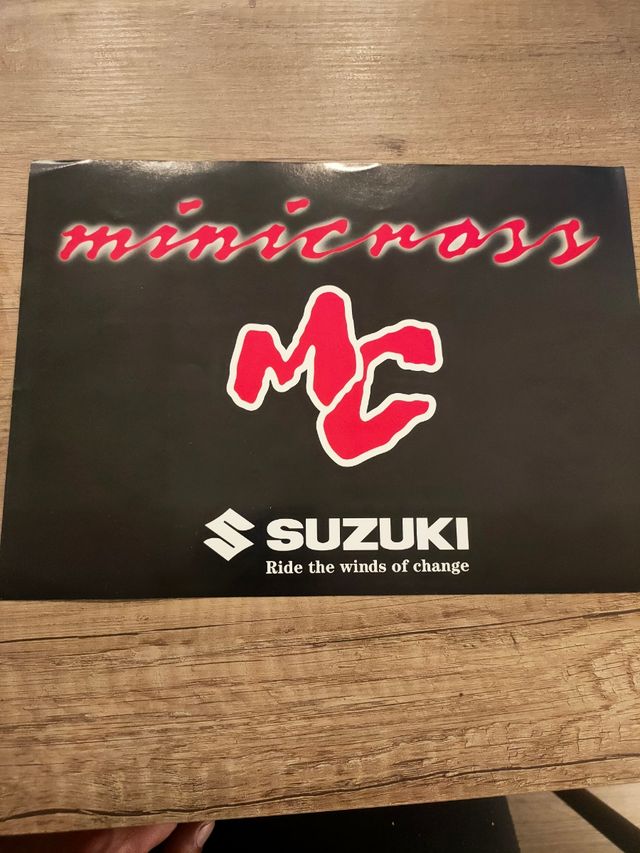 minicross
MC
SUZUKI
Ride the winds of change